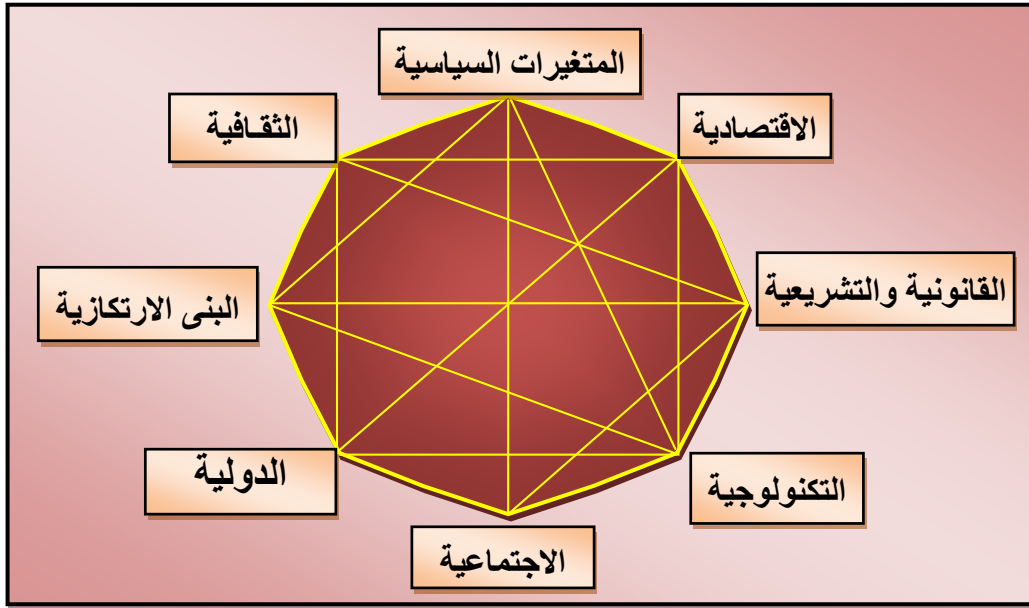 المتغيرات السياسية
الاقتصادية
الثقافية
القانونية والتشريعية
البنى الارتكازية
التكنولوجية
الدولية
الاجتماعية